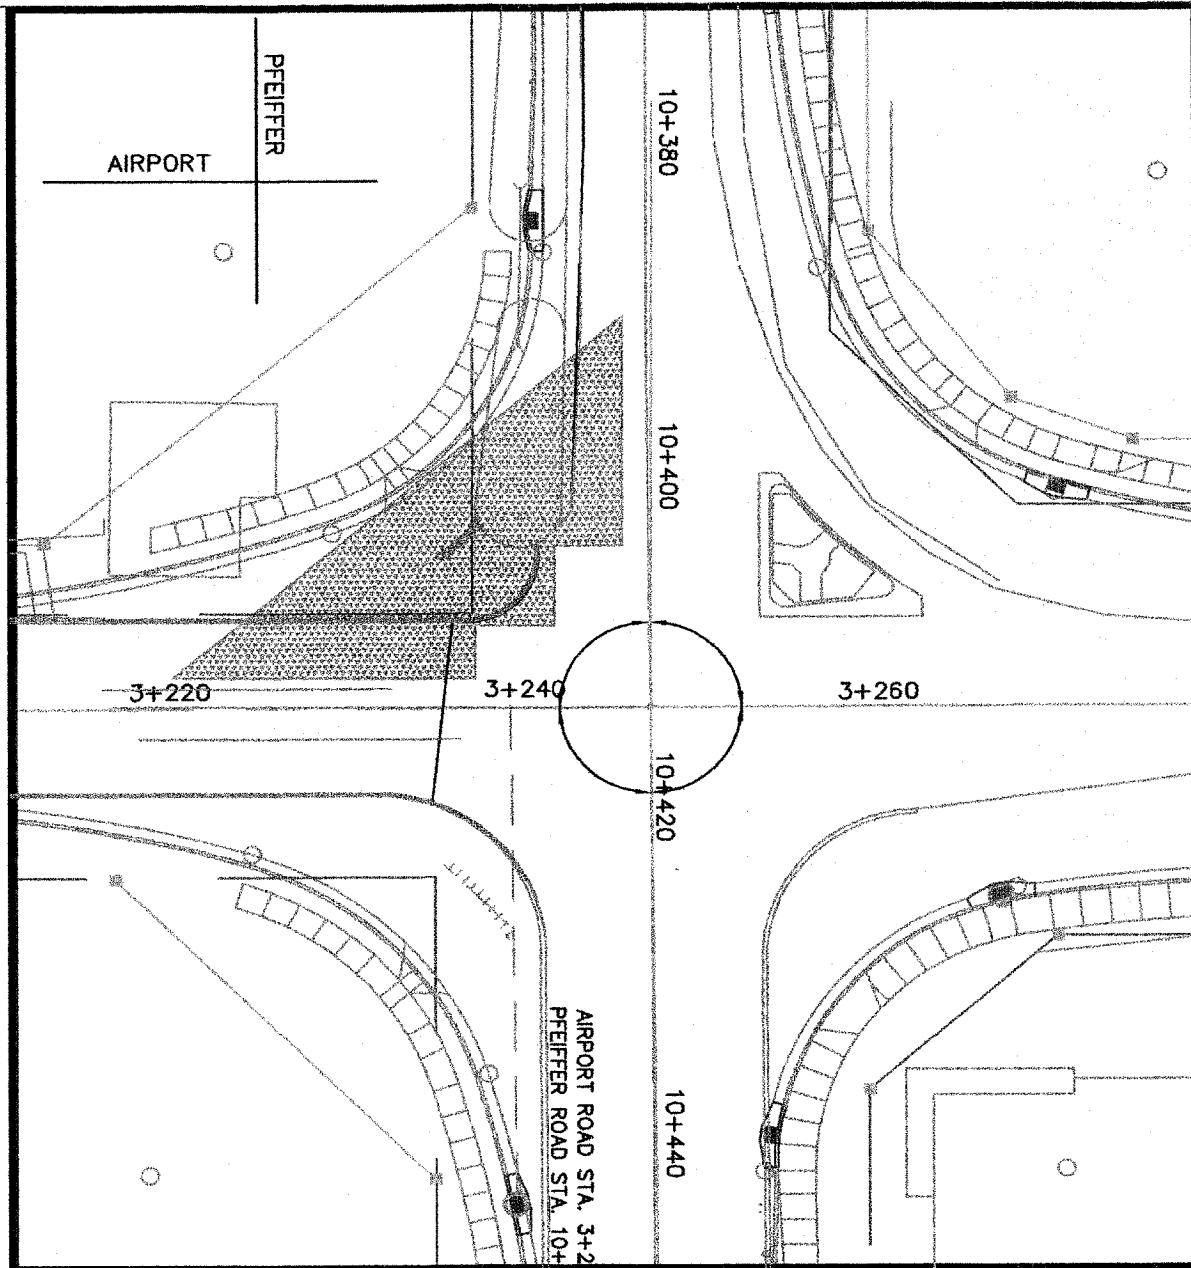 PFEIFFER
AIRPORT
10+380
10+400
3+220
3+240
3+260
10+420
10+440
AIRPORT ROAD STA. 3+2
PFEIFFER ROAD STA. 10+